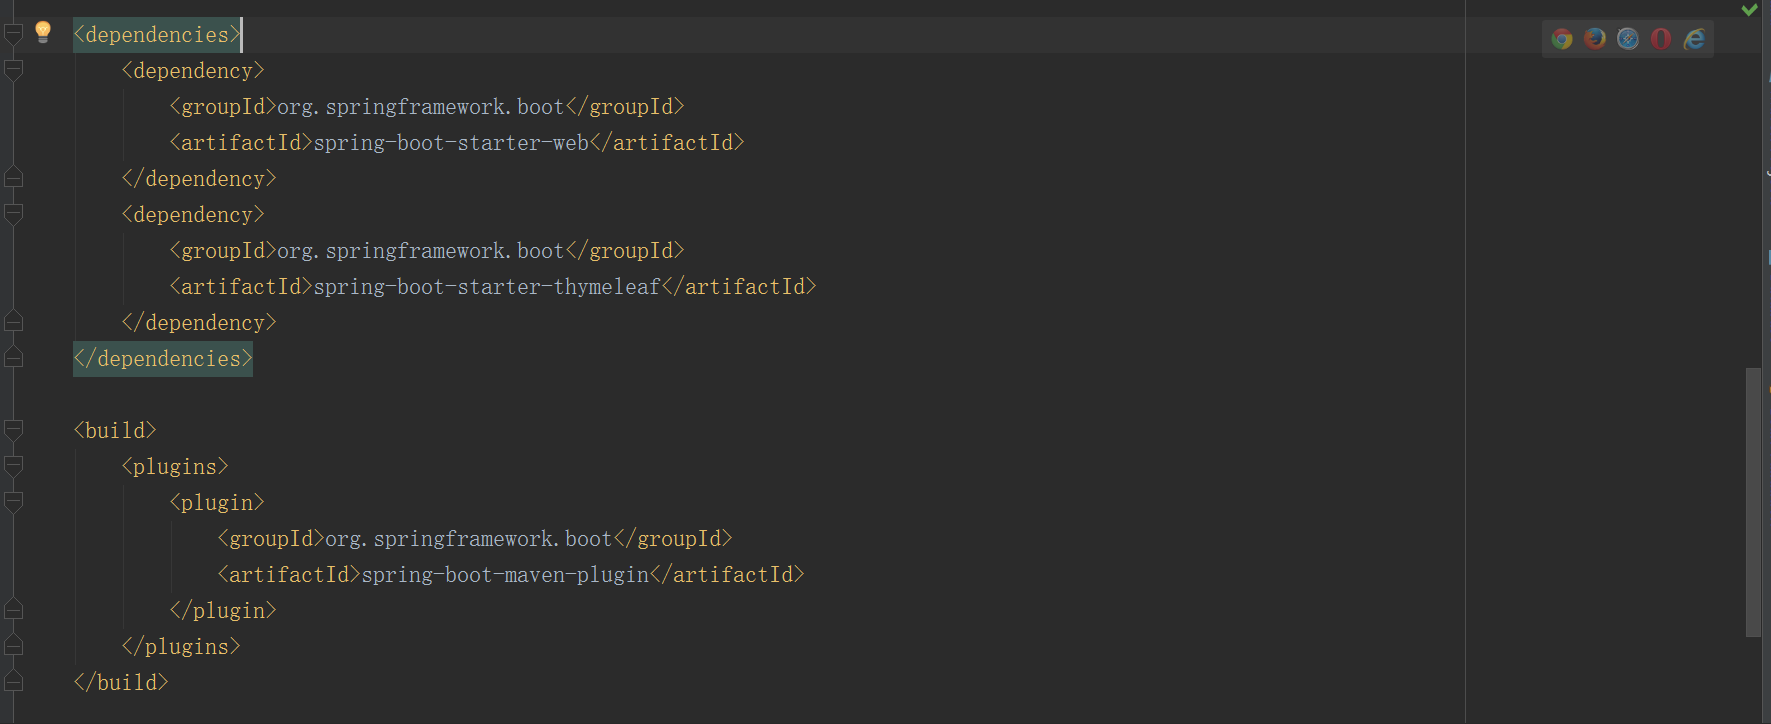 <dependencies>
    <dependency>
        <groupId>org.springframework.boot</groupId>
        <artifactId>spring-boot-starter-web</artifactId>
    </dependency>
    <dependency>
        <groupId>org.springframework.boot</groupId>
        <artifactId>spring-boot-starter-thymeleaf</artifactId>
    </dependency>
</dependencies>

<build>
    <plugins>
        <plugin>
            <groupId>org.springframework.boot</groupId>
            <artifactId>spring-boot-maven-plugin</artifactId>
        </plugin>
    </plugins>
</build>